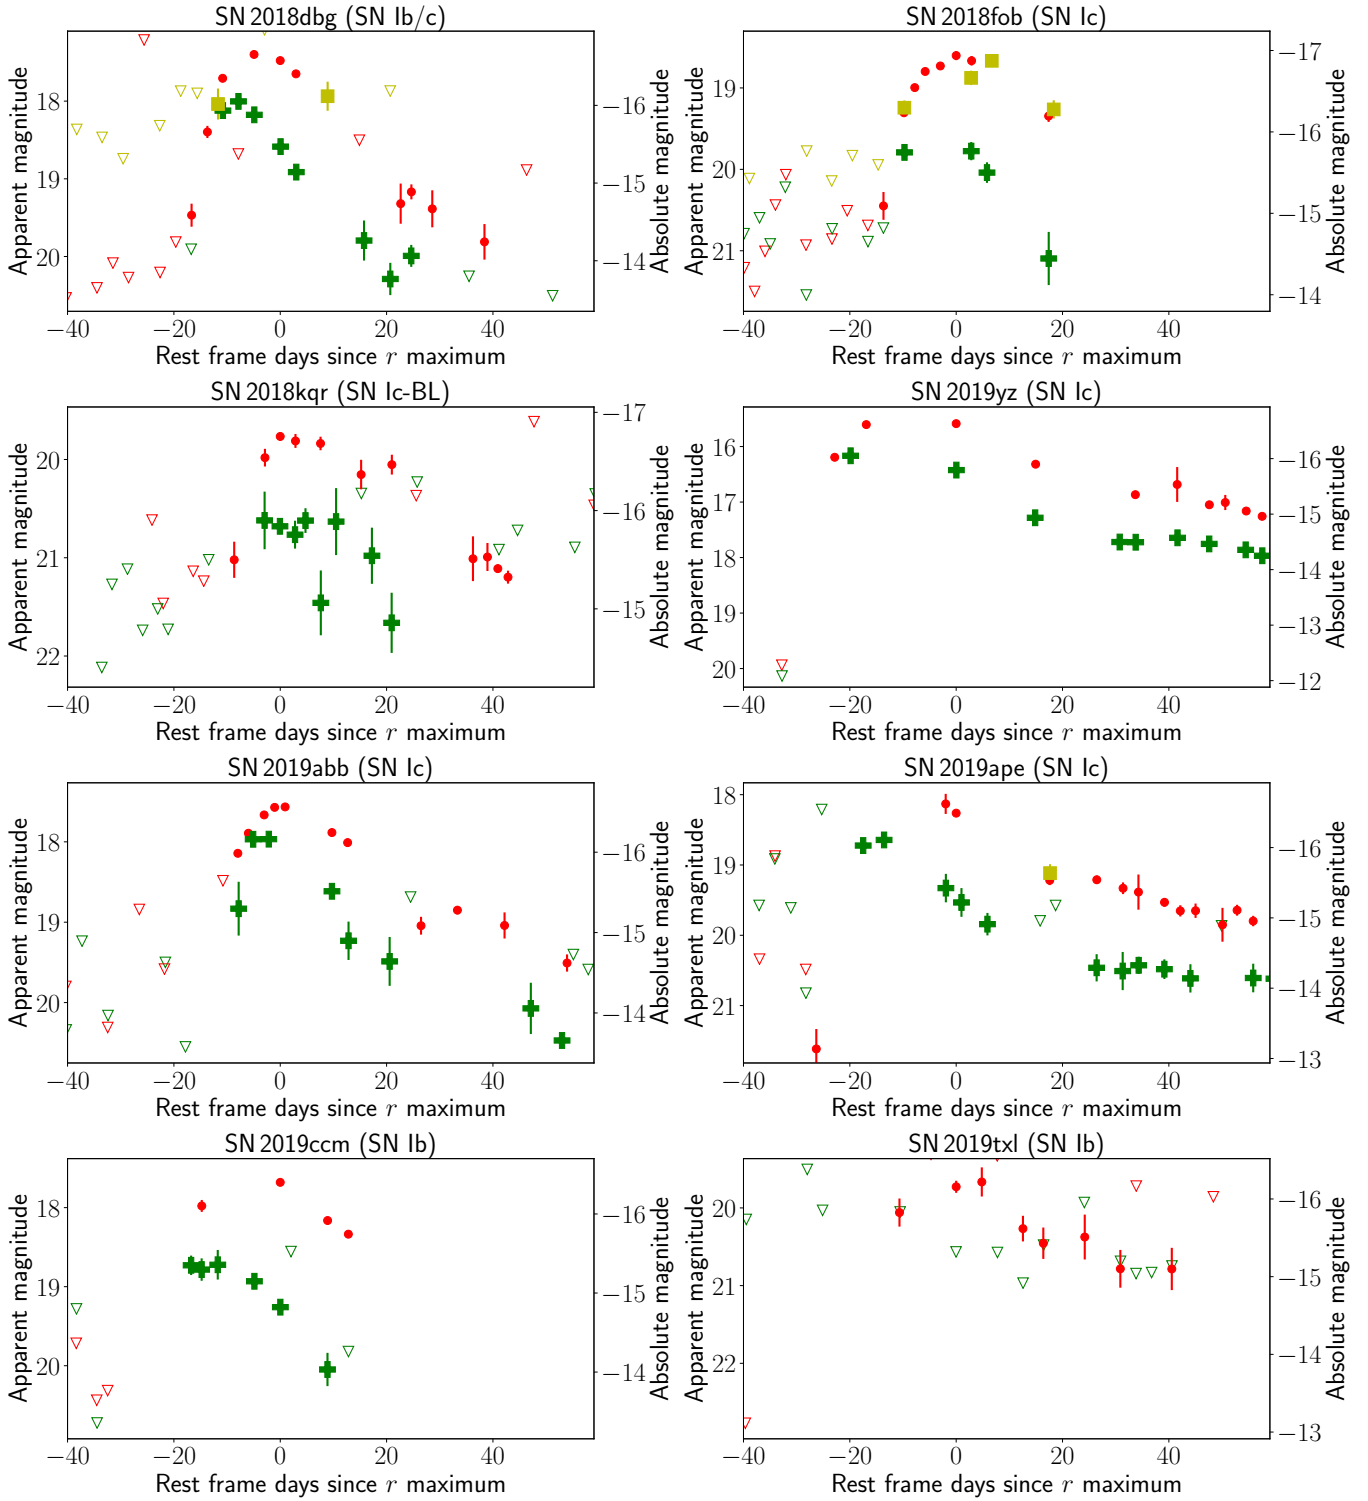 SN 2018dbg (SN Ib/c)
Apparent magnitude
18
19
20
−16
−15
−14
Absolute magnitude
−40 −20 0 20 40
Rest frame days since r maximum
SN 2018fob (SN Ic)
Apparent magnitude
19
20
21
−17
−16
−15
−14
Absolute magnitude
−40 −20 0 20 40
Rest frame days since r maximum
SN 2018kqr (SN Ic-BL)
Apparent magnitude
20
21
22
−17
−16
−15
Absolute magnitude
−40 −20 0 20 40
Rest frame days since r maximum
SN 2019yz (SN Ic)
Apparent magnitude
16
17
18
19
20
−16
−15
−14
−13
−12
Absolute magnitude
−40 −20 0 20 40
Rest frame days since r maximum
SN 2019abb (SN Ic)
Apparent magnitude
18
19
20
−16
−15
−14
Absolute magnitude
−40 −20 0 20 40
Rest frame days since r maximum
SN 2019ape (SN Ic)
Apparent magnitude
18
19
20
21
−16
−15
−14
−13
Absolute magnitude
−40 −20 0 20 40
Rest frame days since r maximum
SN 2019ccm (SN Ib)
Apparent magnitude
18
19
20
−16
−15
−14
Absolute magnitude
−40 −20 0 20 40
Rest frame days since r maximum
SN 2019txl (SN Ib)
Apparent magnitude
20
21
22
−16
−15
−14
−13
Absolute magnitude
−40 −20 0 20 40
Rest frame days since r maximum